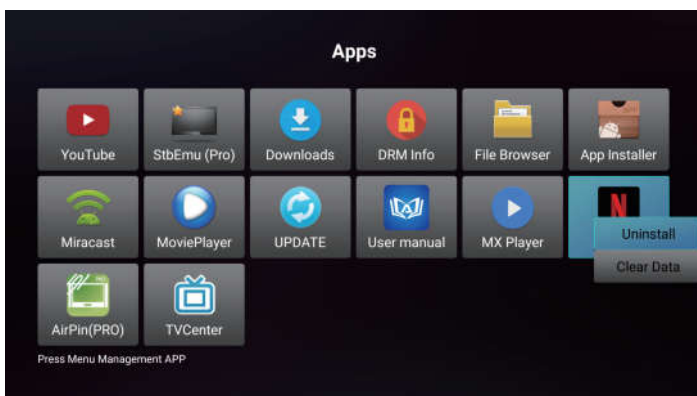 Apps
YouTube
StbEmu (Pro)
Downloads
DRM Info
File Browser
App Installer
Miracast
MoviePlayer
UPDATE
User manual
MX Player
N
Uninstall
Clear Data
PRO
AirPin(PRO)
TVCenter
Press Menu Management APP